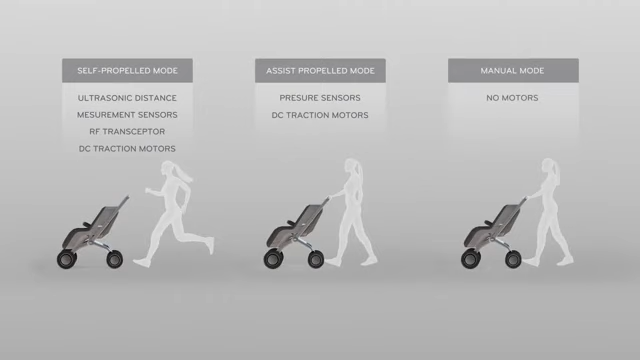 SELF-PROPELLED MODE
ULTRASONIC DISTANCE
MESUREMENT SENSORS
RF TRANSCEPTOR
DC TRACTION MOTORS
ASSIST PROPELLED MODE
PRESURE SENSORS
DC TRACTION MOTORS
MANUAL MODE
NO MOTORS